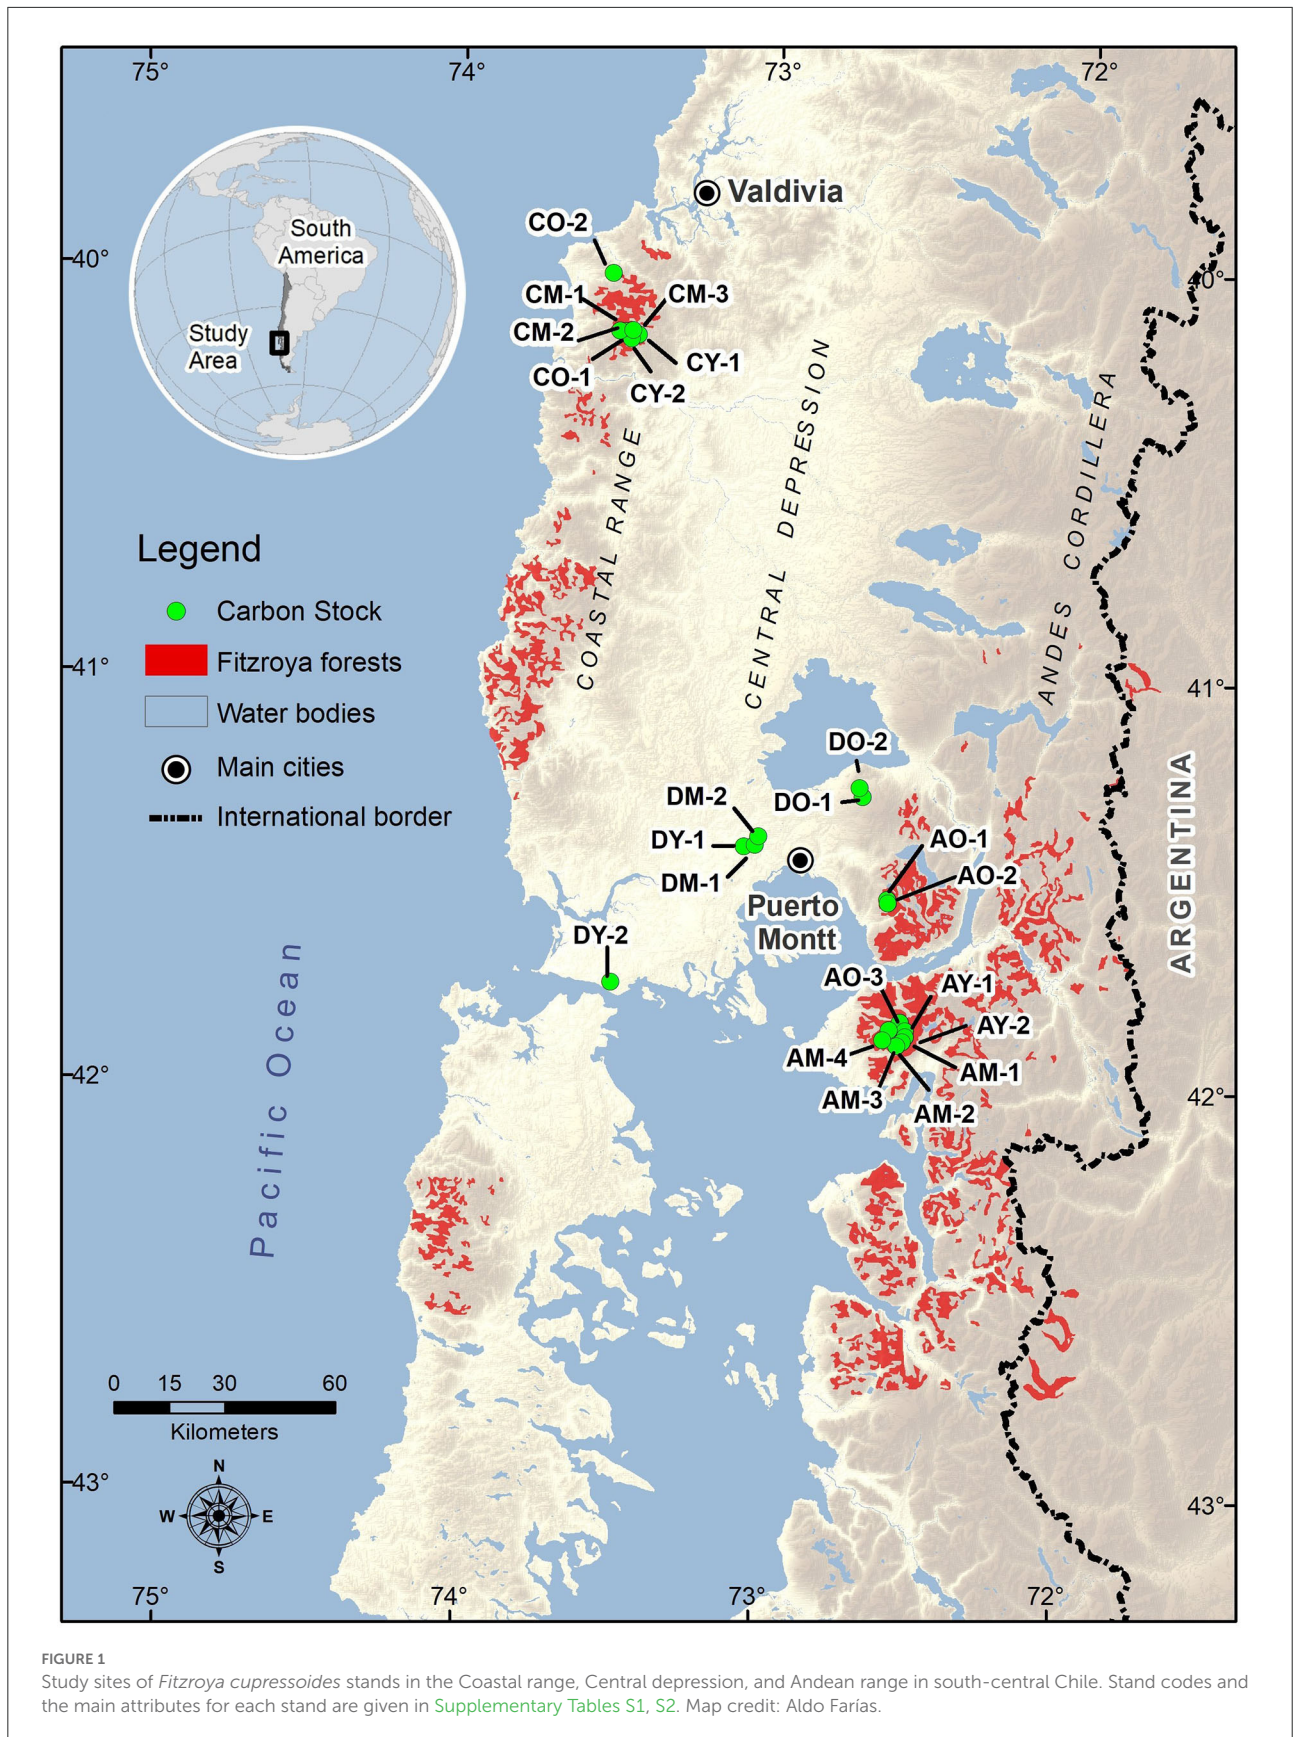 75°
74°
73°
72°
Valdivia
CO-2
South
America
40°
40°
CM-1
CM-3
CM-2
Study
Area
CY-1
CO-1
CY-2
COASTAL RANGE
CENTRAL DEPRESSION
ANDES CORDILLERA
Legend
Carbon Stock
Fitzroya forests
Water bodies
Main cities
International border
41°
41°
DO-2
DM-2
DO-1
DY-1
AO-1
DM-1
AO-2
Puerto
Montt
ARGENTINA
DY-2
Pacific Ocean
AO-3
AY-1
AY-2
AM-4
AM-1
AM-3
AM-2
42°
42°
0 15 30 60
Kilometers
N
W E
S
43°
43°
75°
74°
73°
72°
FIGURE 1
Study sites of Fitzroya cupressoides stands in the Coastal range, Central depression, and Andean range in south-central Chile. Stand codes and
the main attributes for each stand are given in Supplementary Tables S1, S2. Map credit: Aldo Farías.